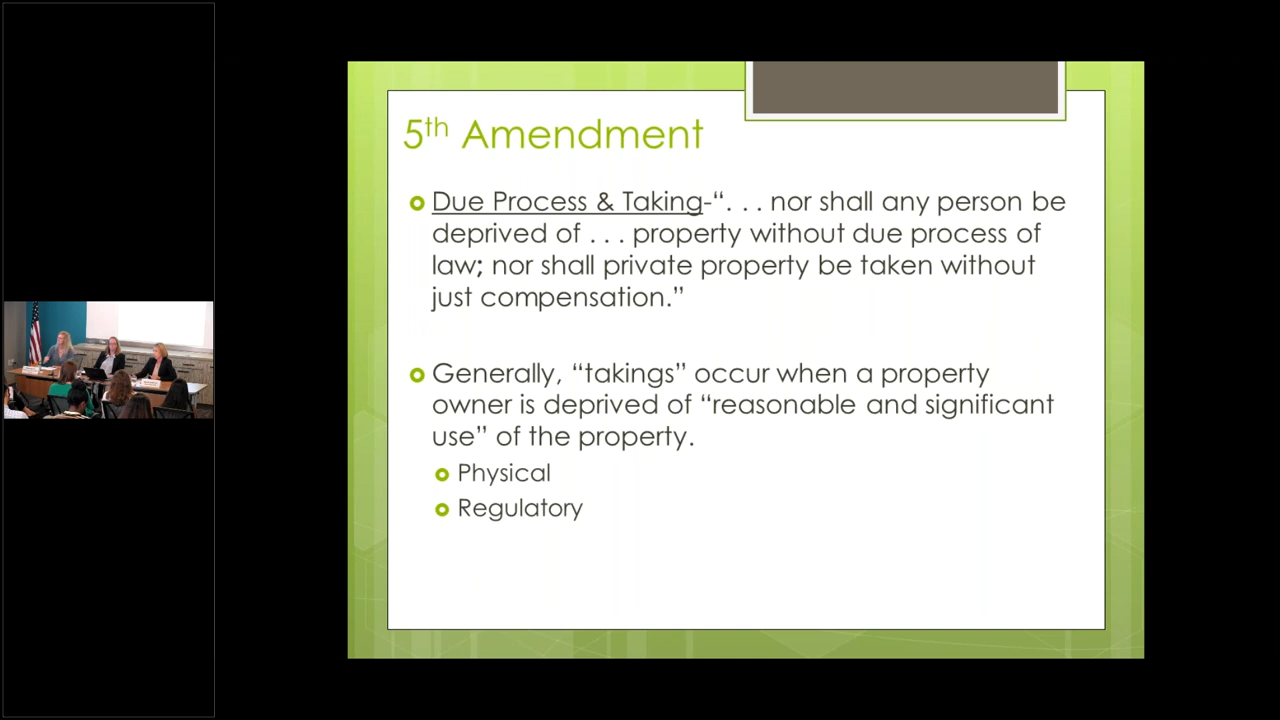 5th Amendment
Due Process & Taking-“. . . nor shall any person be
deprived of . . . property without due process of
law; nor shall private property be taken without
just compensation.”
Generally, “takings” occur when a property
owner is deprived of “reasonable and significant
use” of the property.
Physical
Regulatory